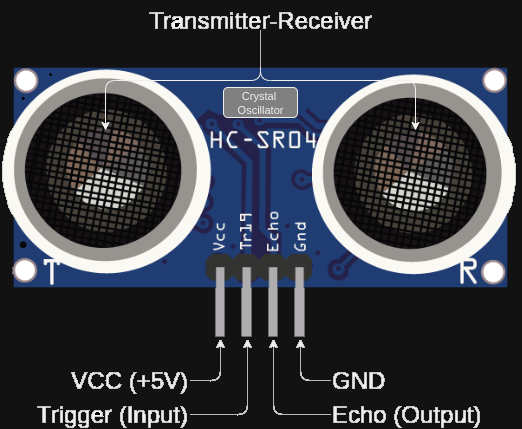 Transmitter-Receiver
Crystal
Oscillator
HC-SR04
Vcc
Trig
Echo
Gnd
T
R
VCC (+5V)
GND
Trigger (Input)
Echo (Output)